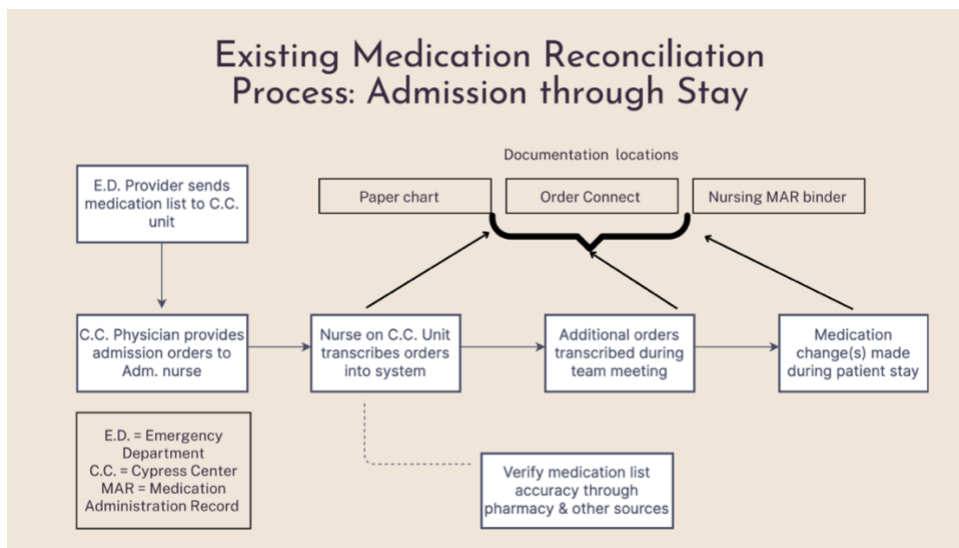 Existing Medication Reconciliation
Process: Admission through Stay
Documentation locations
E.D. Provider sends
medication list to C.C.
unit
Paper chart
Order Connect
Nursing MAR binder
C.C. Physician provides
admission orders to
Adm. nurse
Nurse on C.C. Unit
transcribes orders
into system
Additional orders
transcribed during
team meeting
Medication
change(s) made
during patient stay
E.D. = Emergency
Department
C.C. = Cypress Center
MAR = Medication
Administration Record
Verify medication list
accuracy through
pharmacy & other sources